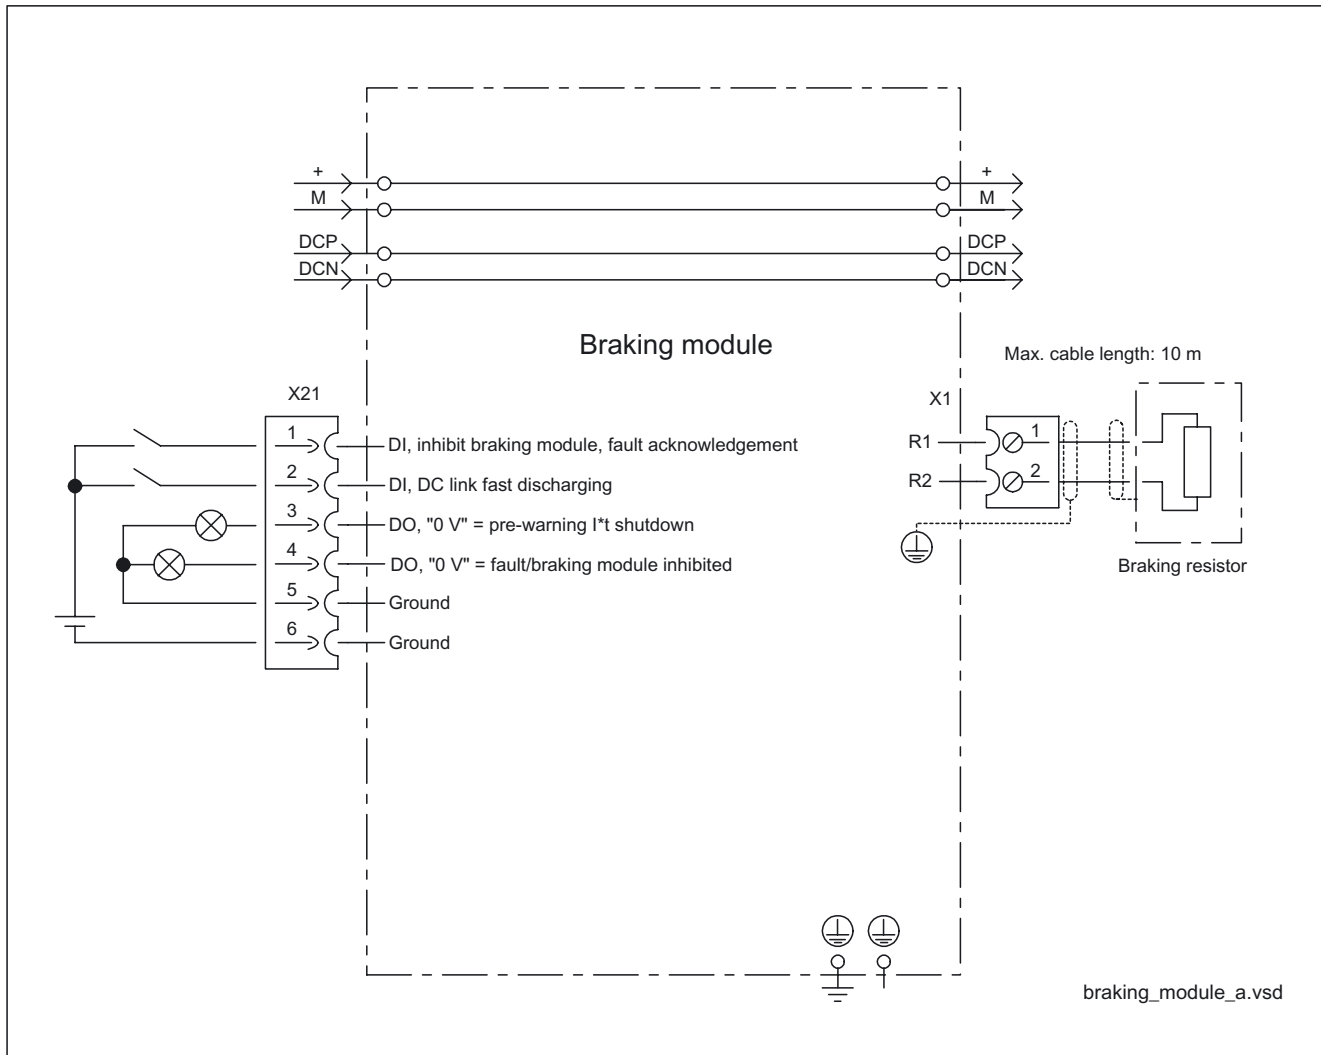 + +
M M
DCP DCP
DCN DCN
Braking module
Max. cable length: 10 m
X21
X1
1 DI, inhibit braking module, fault acknowledgement
2 DI, DC link fast discharging
3 DO, "0 V" = pre-warning I*t shutdown
4 DO, "0 V" = fault/braking module inhibited
5 Ground
6 Ground
R1 1
R2 2
Braking resistor
braking_module_a.vsd